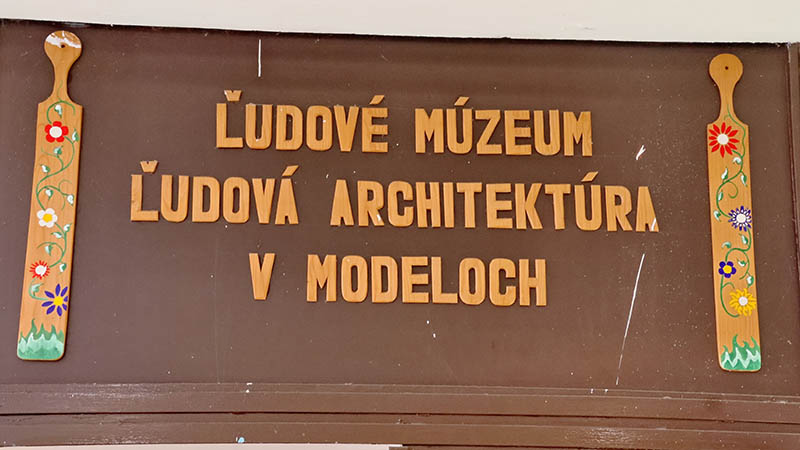 ĽUDOVÉ MÚZEUM
ĽUDOVÁ ARCHITEKTÚRA
V MODELOCH